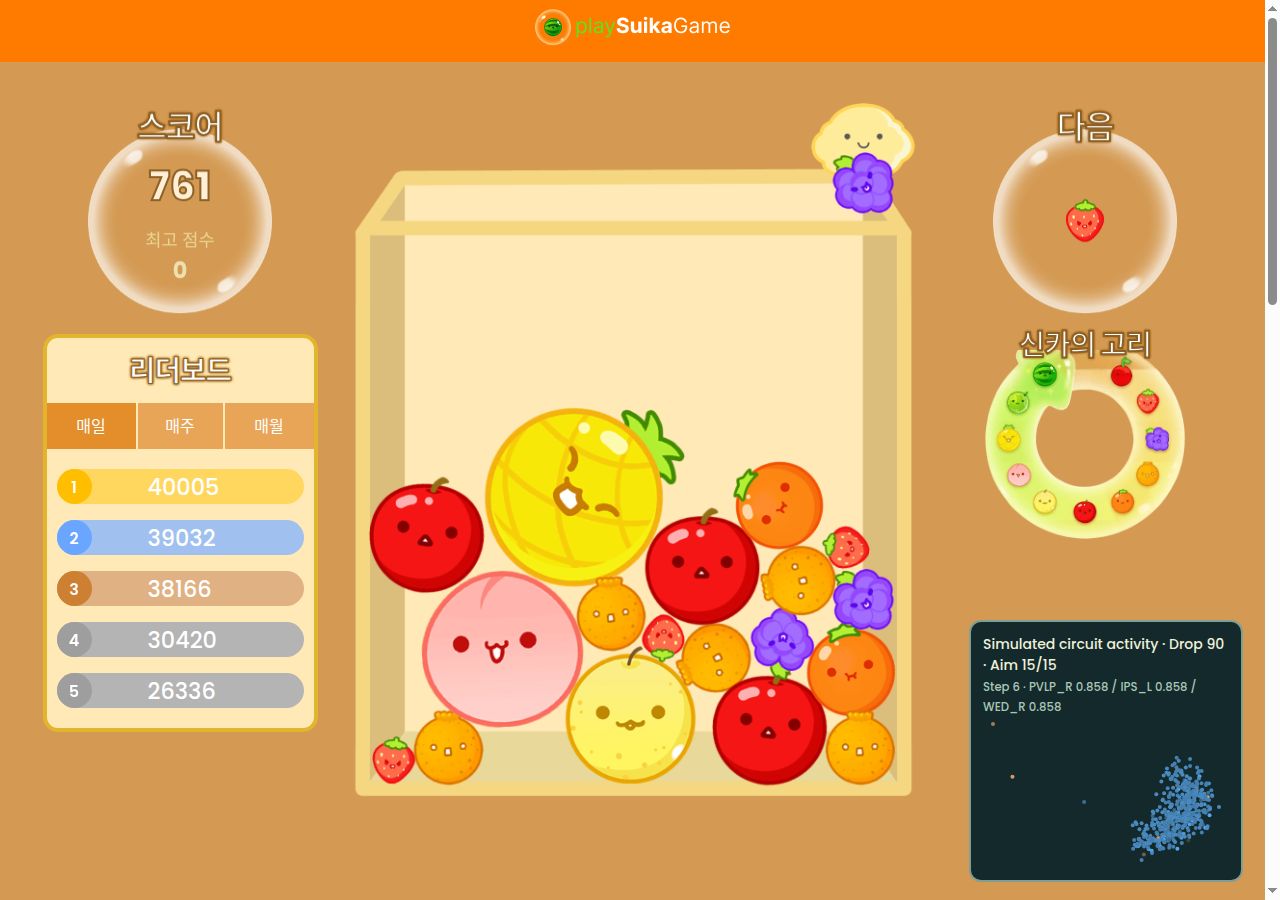 playSuikaGame
스코어
761
최고 점수
0
다음
리더보드
매일 매주 매월
1 40005
2 39032
3 38166
4 30420
5 26336
신카의 고리
Simulated circuit activity · Drop 90
· Aim 15/15
Step 6 · PVLP_R 0.858 / IPS_L 0.858 /
WED_R 0.858